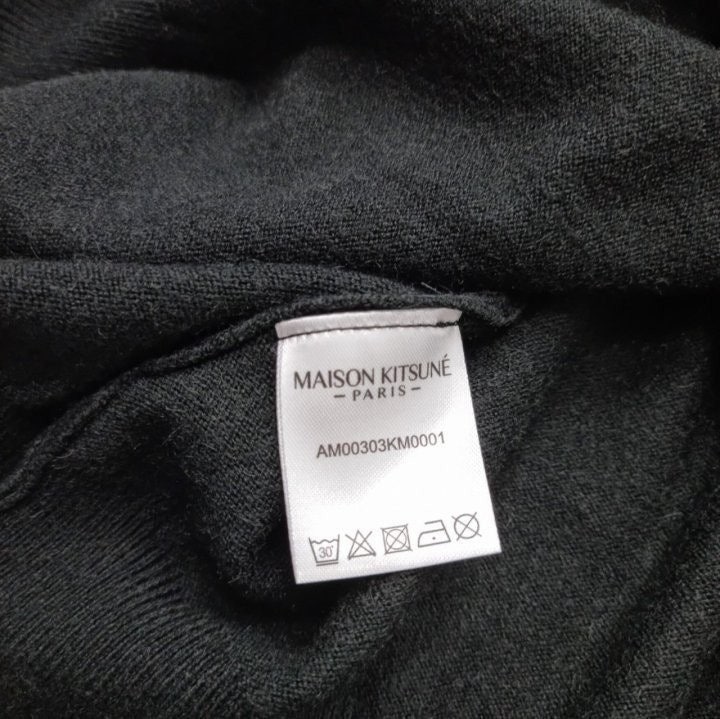 MAISON KITSUNÉ
– PARIS –
AM00303KM0001
30°